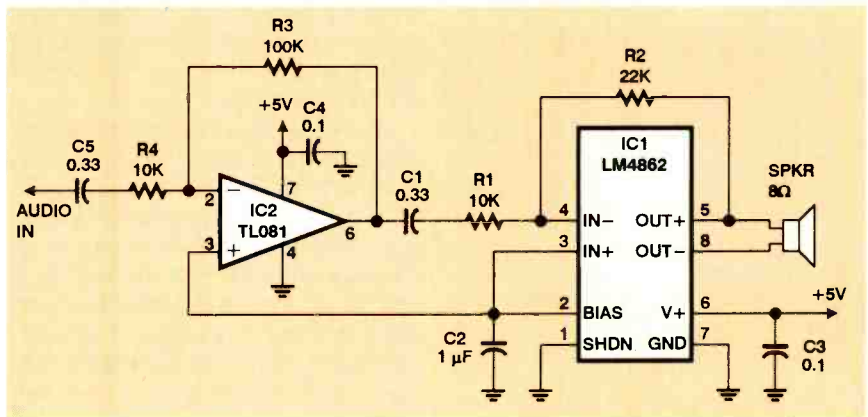 R3
100K
R2
22K
+5V
C4
0.1
C5
0.33
R4
10K
C1
0.33
R1
10K
IC1
LM4862
SPKR
8Ω
AUDIO
IN
2
−
7
IC2
TL081
6
3
+
4
4
IN−
OUT+
5
3
IN+
OUT−
8
+5V
2
BIAS
V+
6
1
SHDN
GND
7
C2
1 µF
C3
0.1